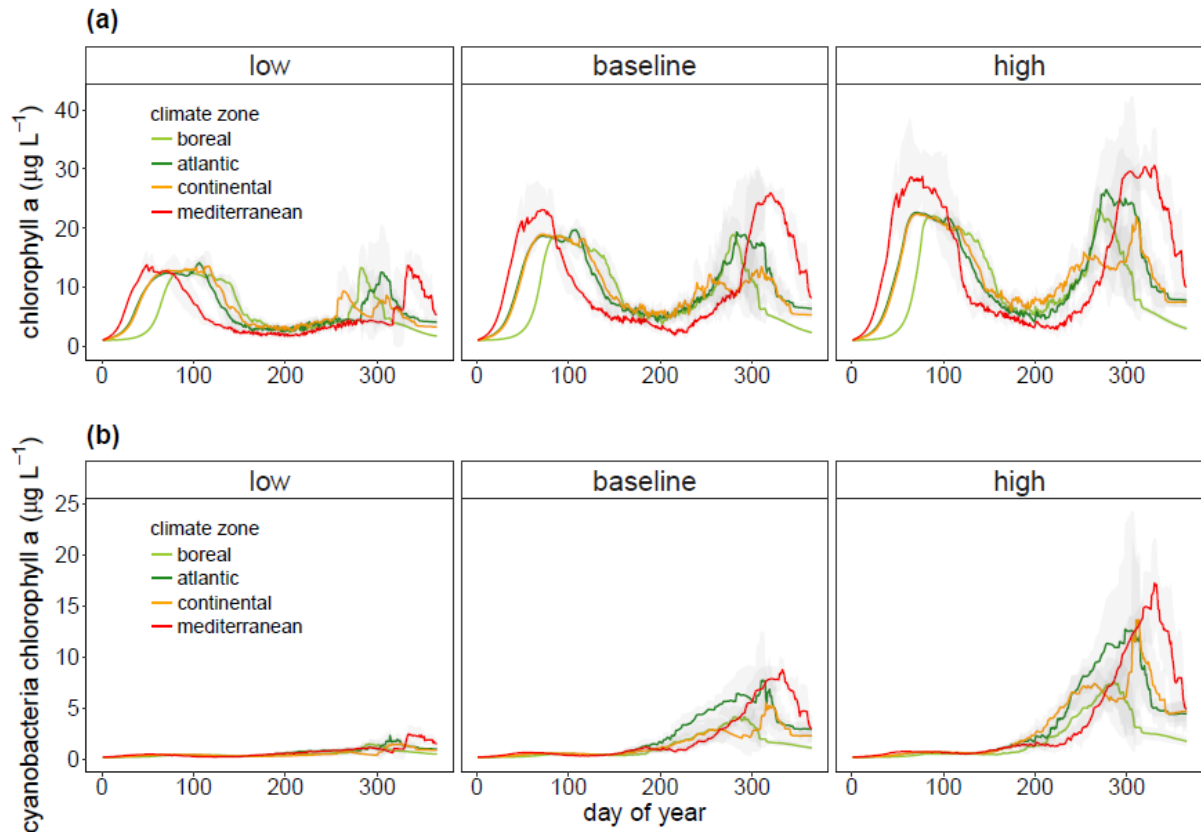 (a)
low baseline high
chlorophyll a (µg L⁻¹)
40
30
20
10
0
climate zone
boreal
atlantic
continental
mediterranean
0 100 200 300 0 100 200 300 0 100 200 300
(b)
low baseline high
cyanobacteria chlorophyll a (µg L⁻¹)
25
20
15
10
5
0
climate zone
boreal
atlantic
continental
mediterranean
0 100 200 300 0 100 200 300 0 100 200 300
day of year